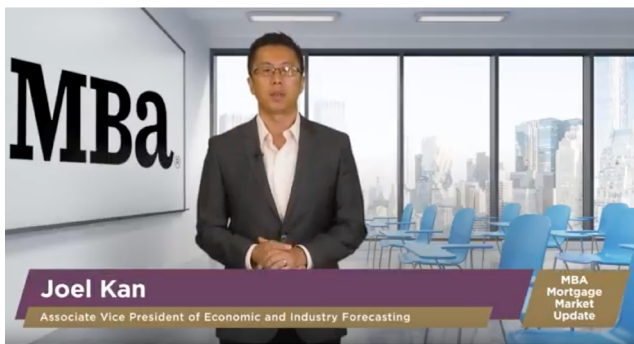 MBa®
Joel Kan
Associate Vice President of Economic and Industry Forecasting
MBA
Mortgage
Market
Update